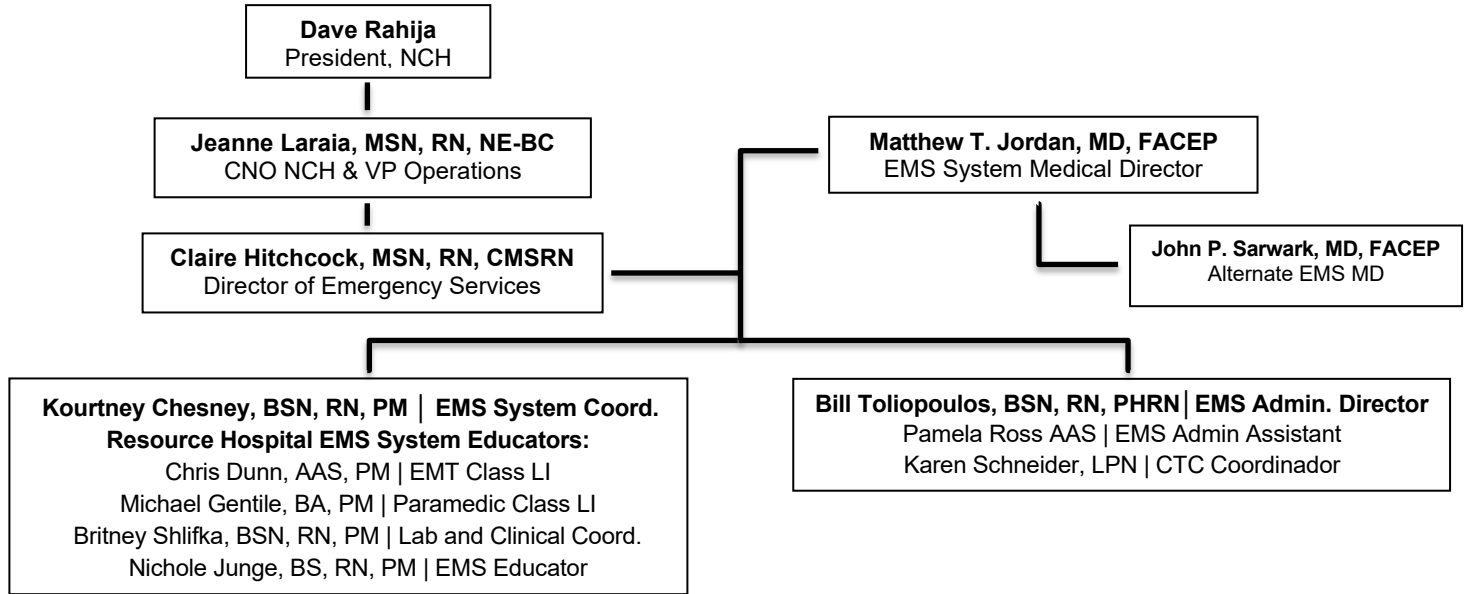 Dave Rahija
President, NCH
Jeanne Laraia, MSN, RN, NE-BC
CNO NCH & VP Operations
Matthew T. Jordan, MD, FACEP
EMS System Medical Director
Claire Hitchcock, MSN, RN, CMSRN
Director of Emergency Services
John P. Sarwark, MD, FACEP
Alternate EMS MD
Kourtney Chesney, BSN, RN, PM | EMS System Coord.
Resource Hospital EMS System Educators:
Chris Dunn, AAS, PM | EMT Class LI
Michael Gentile, BA, PM | Paramedic Class LI
Britney Shlifka, BSN, RN, PM | Lab and Clinical Coord.
Nichole Junge, BS, RN, PM | EMS Educator
Bill Toliopoulos, BSN, RN, PHRN| EMS Admin. Director
Pamela Ross AAS | EMS Admin Assistant
Karen Schneider, LPN | CTC Coordinador